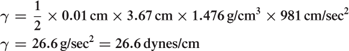 γ = 1/2 × 0.01 cm × 3.67 cm × 1.476 g/cm³ × 981 cm/sec²
γ = 26.6 g/sec² = 26.6 dynes/cm